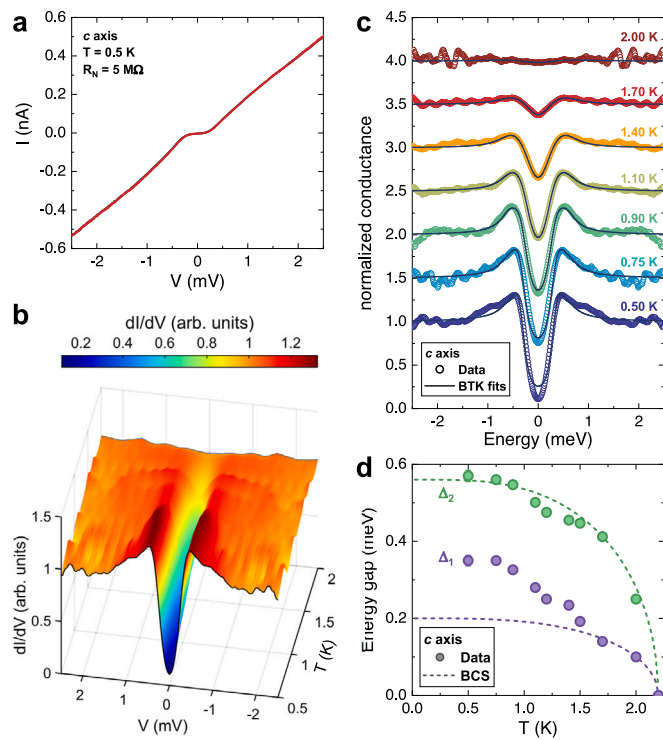 a
c axis
T = 0.5 K
R_N = 5 MΩ
I (nA)
0.6
0.4
0.2
0.0
-0.2
-0.4
-0.6
-2 -1 0 1 2
V (mV)
b
dI/dV (arb. units)
0.2 0.4 0.6 0.8 1 1.2
dI/dV (arb. units)
1.5
1
0.5
0
2 1 0 -1 -2
V (mV)
0.5
1
1.5
2
T (K)
c
normalized conductance
4.5
4.0
3.5
3.0
2.5
2.0
1.5
1.0
0.5
0.0
2.00 K
1.70 K
1.40 K
1.10 K
0.90 K
0.75 K
0.50 K
c axis
Data
BTK fits
-2 -1 0 1 2
Energy (meV)
d
Energy gap (meV)
0.6
0.4
0.2
0.0
Δ₂
Δ₁
c axis
Data
BCS
0.0 0.5 1.0 1.5 2.0
T (K)